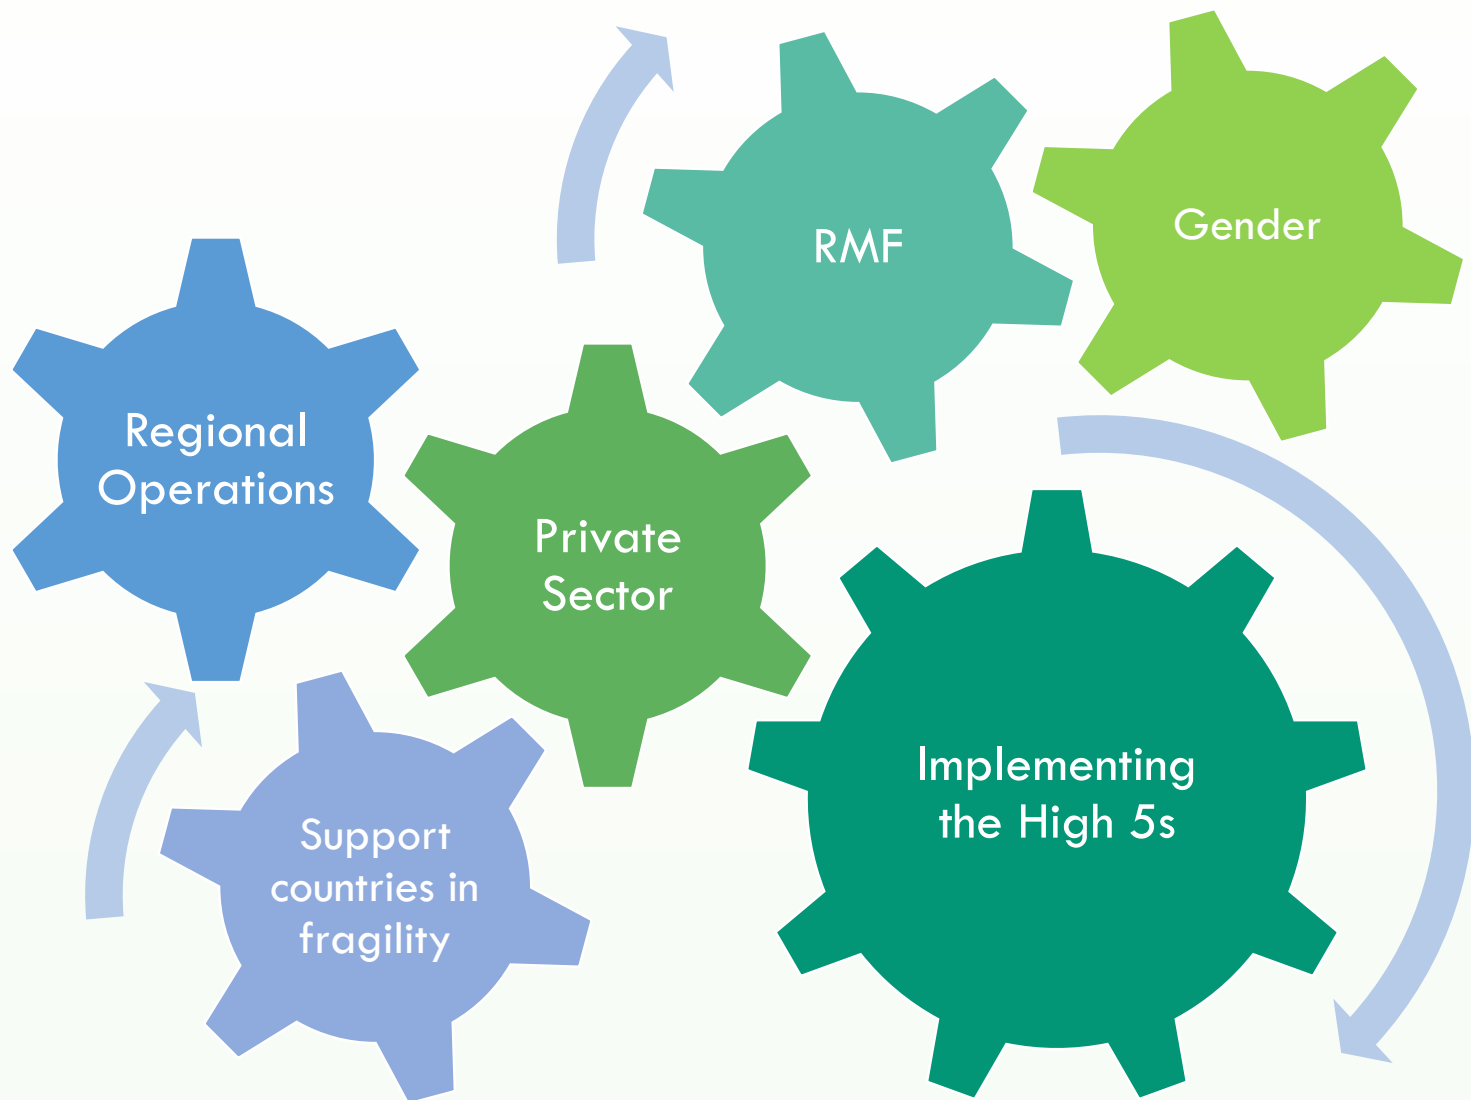 RMF
Gender
Regional
Operations
Private
Sector
Implementing
the High 5s
Support
countries in
fragility